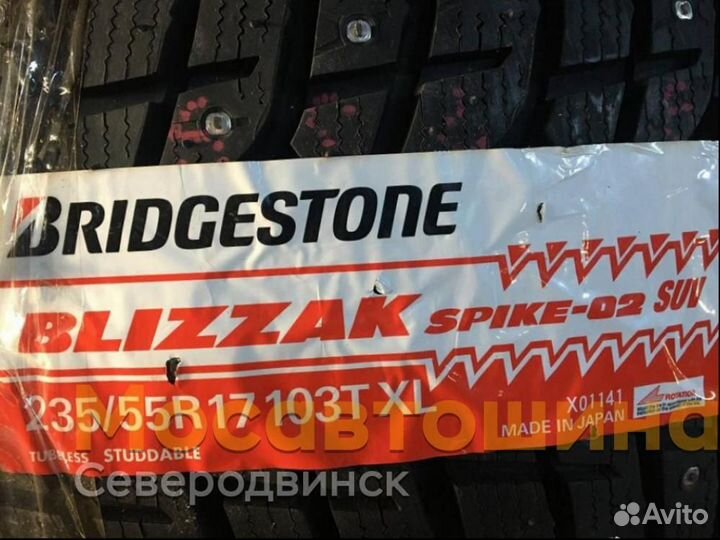 BRIDGESTONE
BLIZZAK SPIKE-02 SUV
235/55R17 103T XL
X01141
MADE IN JAPAN
ROTATION
TUBELESS STUDDABLE
Мосавтошина
Северодвинск
Avito